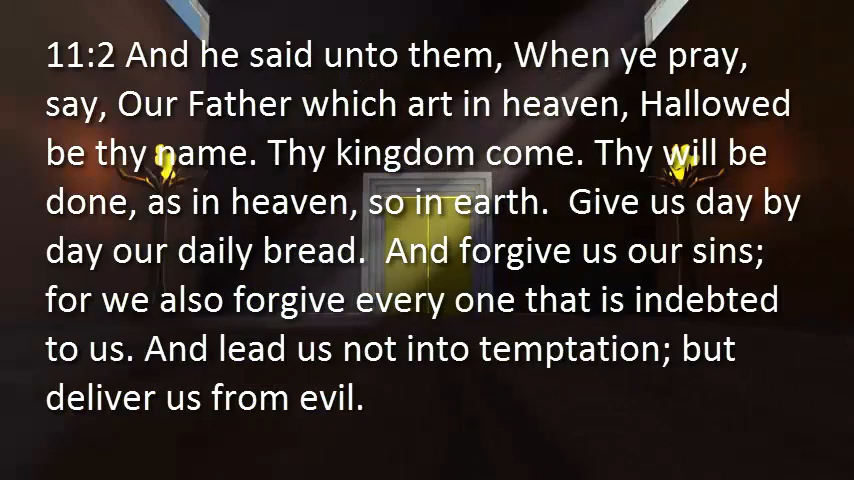 11:2 And he said unto them, When ye pray,
say, Our Father which art in heaven, Hallowed
be thy name. Thy kingdom come. Thy will be
done, as in heaven, so in earth.  Give us day by
day our daily bread.  And forgive us our sins;
for we also forgive every one that is indebted
to us. And lead us not into temptation; but
deliver us from evil.